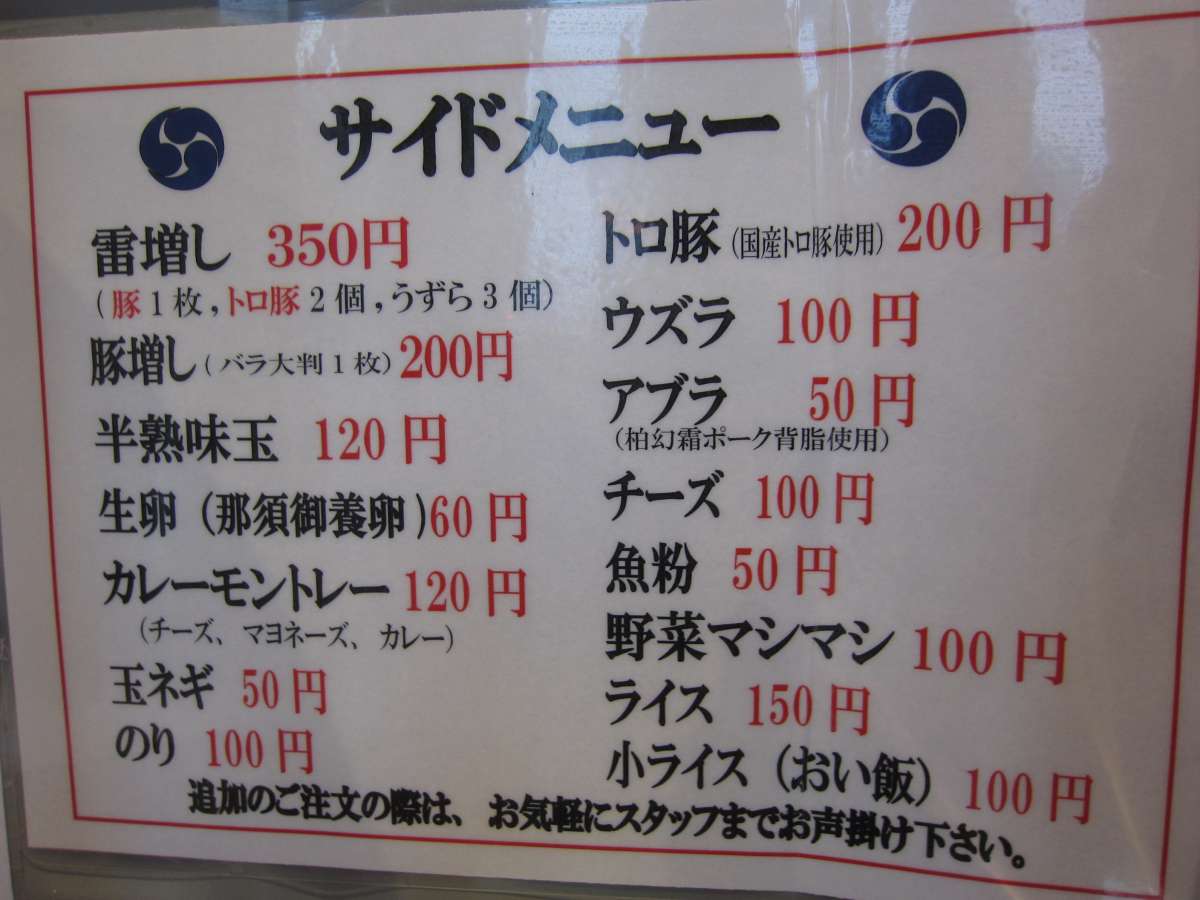 サイドメニュー
雷増し 350円
(豚1枚,トロ豚2個,うずら3個)
豚増し(バラ大判1枚)200円
半熟味玉 120円
生卵(那須御養卵)60円
カレーモントレー 120円
(チーズ、マヨネーズ、カレー)
玉ネギ 50円
のり 100円
トロ豚(国産トロ豚使用)200円
ウズラ 100円
アブラ 50円
(柏幻霜ポーク背脂使用)
チーズ 100円
魚粉 50円
野菜マシマシ 100円
ライス 150円
小ライス(おい飯) 100円
追加のご注文の際は、お気軽にスタッフまでお声掛け下さい。